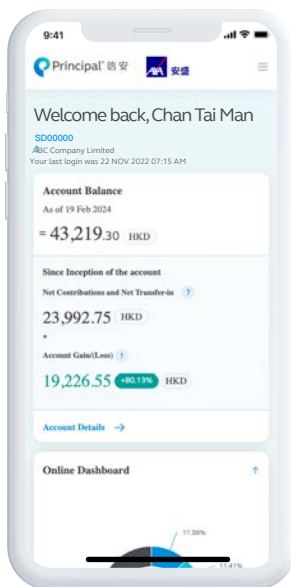 9:41
Principal® 信安 AXA 安盛
Welcome back, Chan Tai Man
SD00000
ABC Company Limited
Your last login was 22 NOV 2022 07:15 AM
Account Balance
As of 19 Feb 2024
= 43,219.30 HKD
Since Inception of the account
Net Contributions and Net Transfer-in ?
23,992.75 HKD
+
Account Gain/(Loss) !
19,226.55 +80.13% HKD
Account Details →
Online Dashboard ↑
11.99%
11.41%